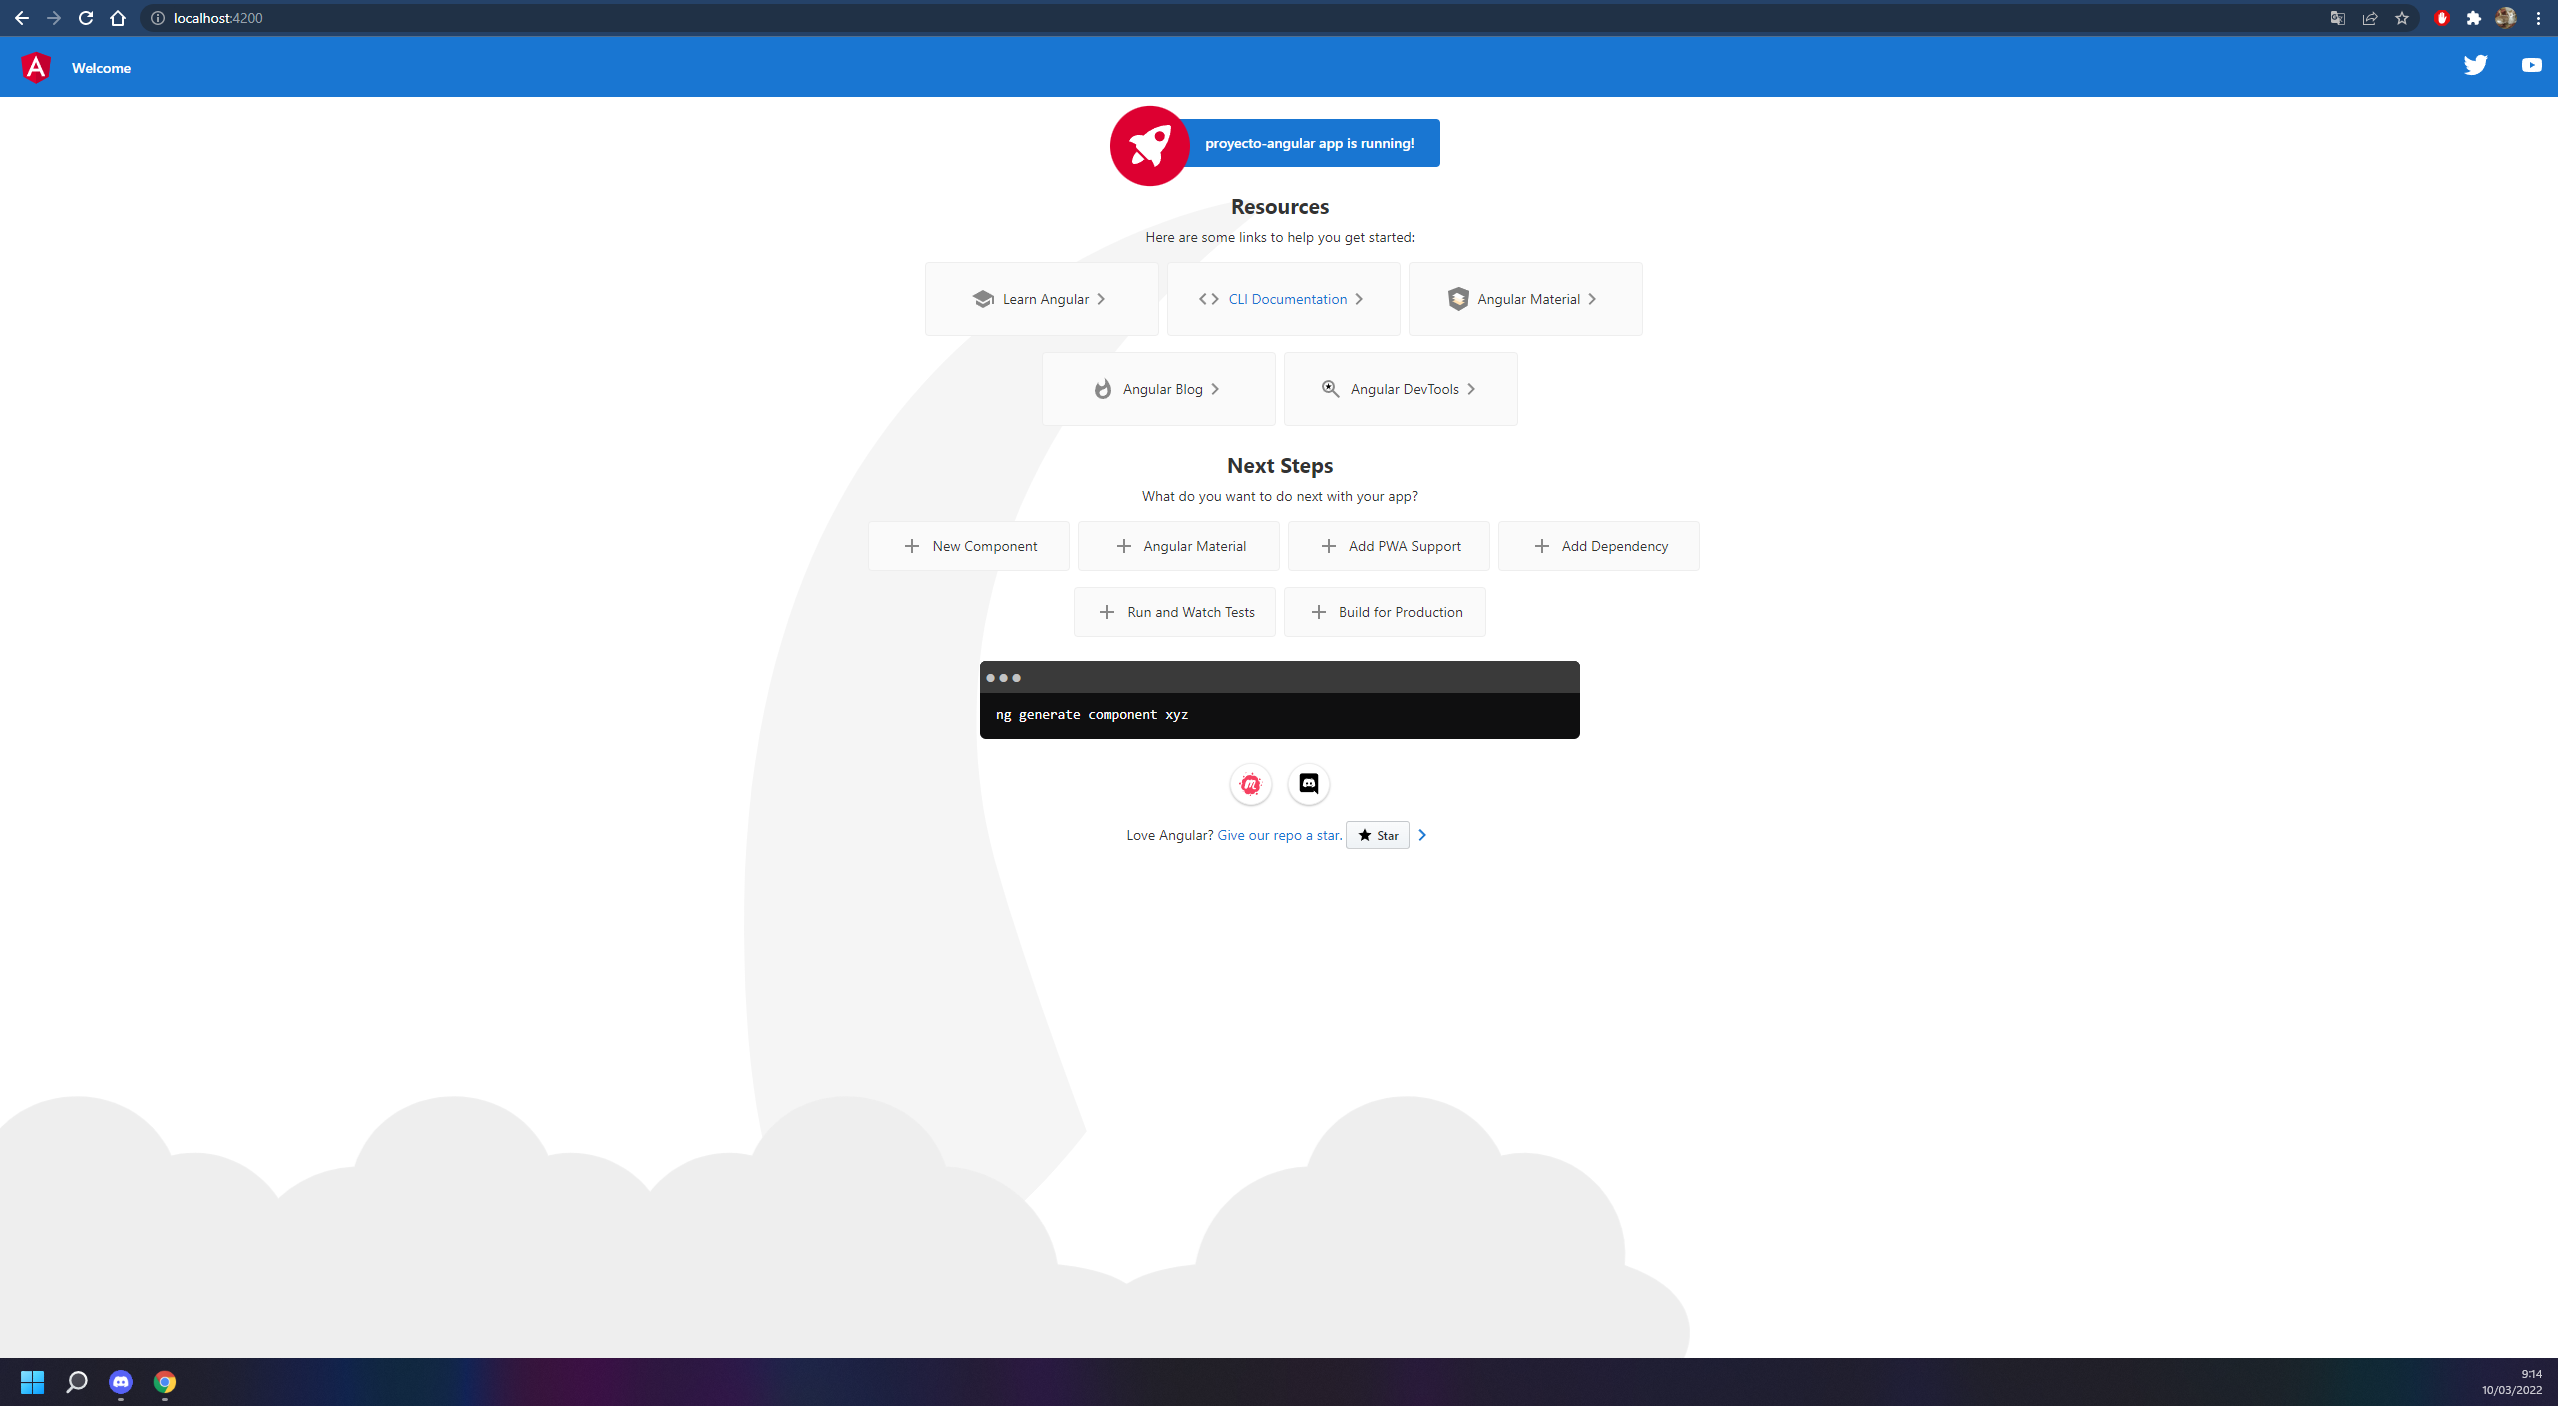 localhost:4200
Welcome
proyecto-angular app is running!
Resources
Here are some links to help you get started:
Learn Angular
CLI Documentation
Angular Material
Angular Blog
Angular DevTools
Next Steps
What do you want to do next with your app?
New Component
Angular Material
Add PWA Support
Add Dependency
Run and Watch Tests
Build for Production
ng generate component xyz
Love Angular? Give our repo a star. Star
9:14
10/03/2022